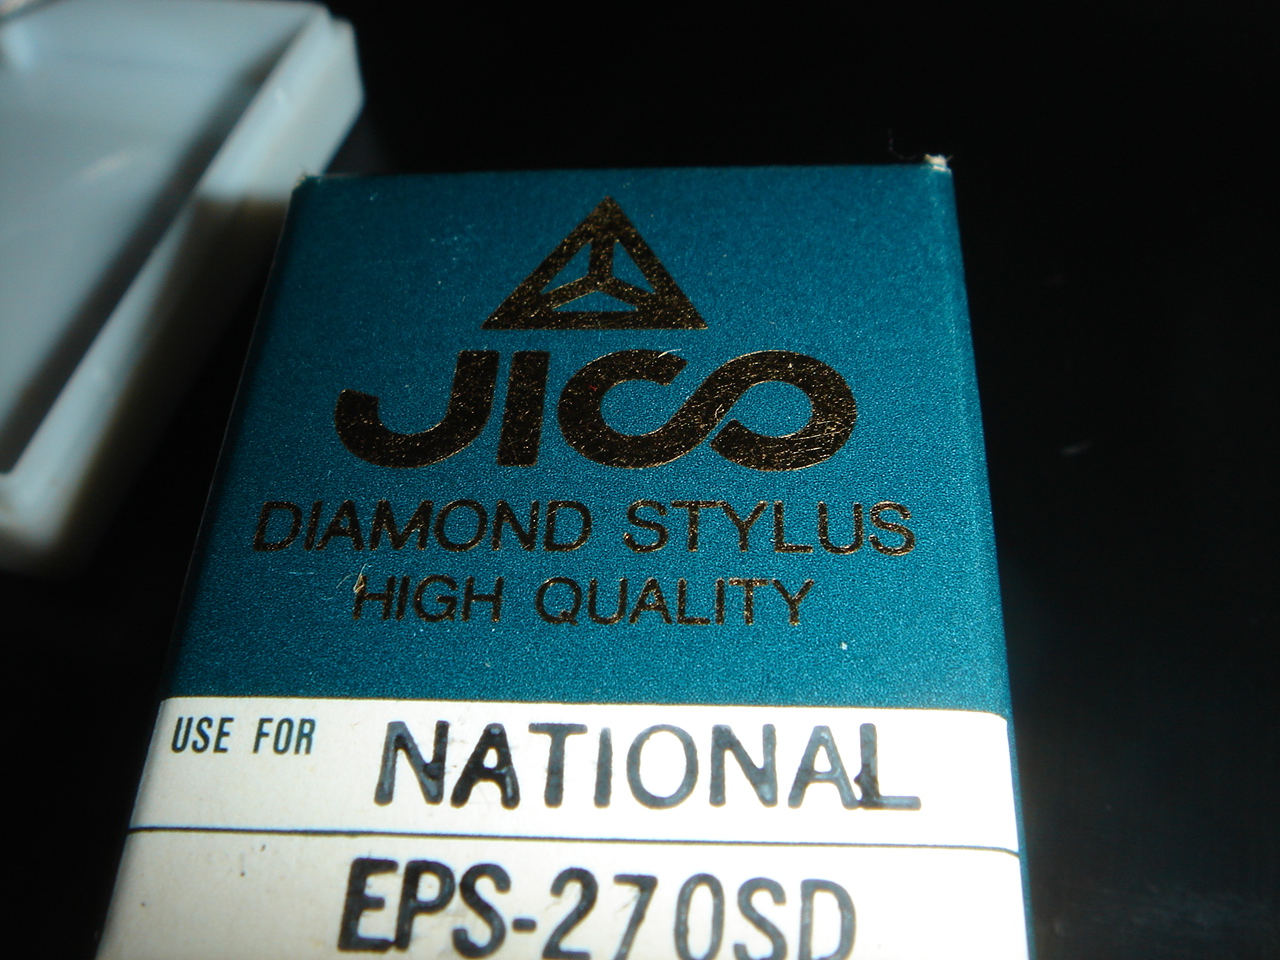 JICO
DIAMOND STYLUS
HIGH QUALITY
USE FOR NATIONAL
EPS-270SD